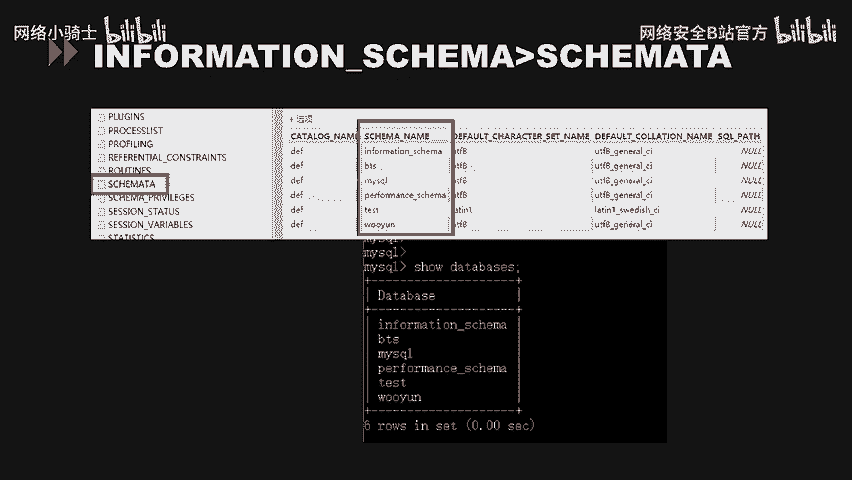 网络小骑士 bilibili
网络安全B站官方 bilibili
INFORMATION_SCHEMA>SCHEMATA
PLUGINS
PROCESSLIST
PROFILING
REFERENTIAL_CONSTRAINTS
ROUTINES
SCHEMATA
SCHEMA_PRIVILEGES
SESSION_STATUS
SESSION_VARIABLES
STATISTICS
+ 选项
CATALOG_NAME SCHEMA_NAME DEFAULT_CHARACTER_SET_NAME DEFAULT_COLLATION_NAME SQL_PATH
def information_schema utf8 utf8_general_ci NULL
def bts utf8 utf8_general_ci NULL
def mysql utf8 utf8_general_ci NULL
def performance_schema utf8 utf8_general_ci NULL
def test latin1 latin1_swedish_ci NULL
def wooyun utf8 utf8_general_ci NULL
mysql>
mysql>
mysql> show databases;
+--------------------+
| Database           |
+--------------------+
| information_schema |
| bts                |
| mysql              |
| performance_schema |
| test               |
| wooyun             |
+--------------------+
6 rows in set (0.00 sec)